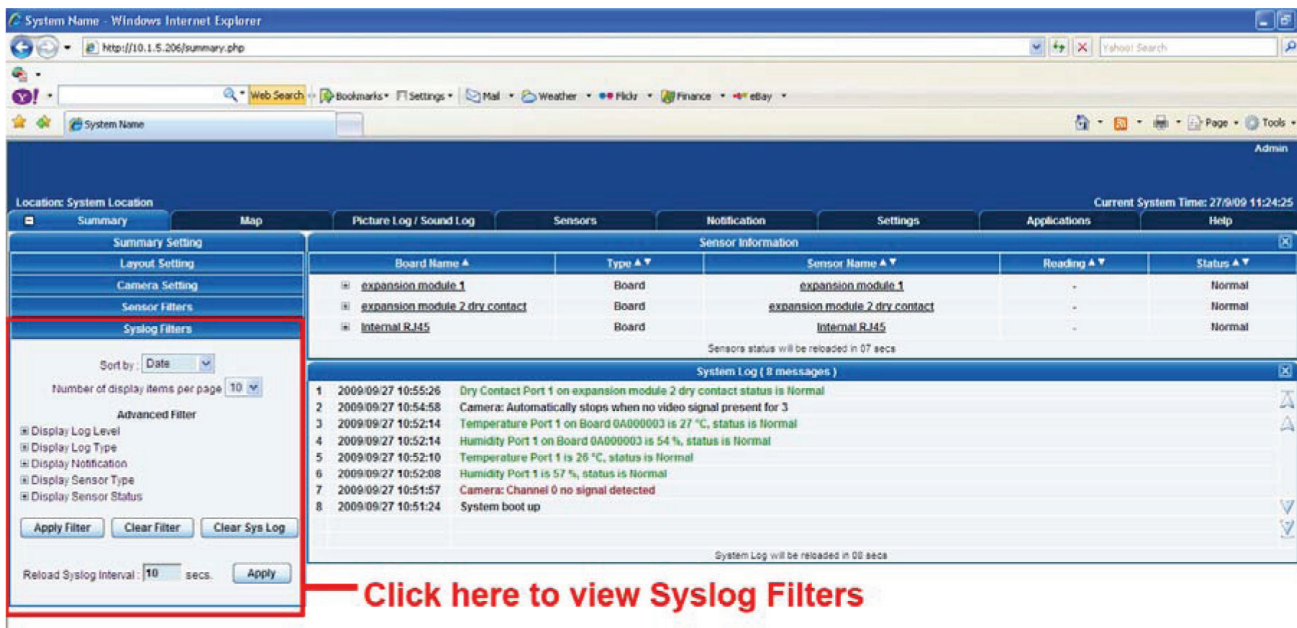 System Name - Windows Internet Explorer
http://10.1.5.206/summary.php
Yahoo! Search
Y! Web Search Bookmarks Settings Mail Weather Flickr Finance eBay
System Name Page Tools
Admin
Location: System Location Current System Time: 27/9/09 11:24:25
Summary Map Picture Log / Sound Log Sensors Notification Settings Applications Help
Summary Setting
Layout Setting
Camera Setting
Sensor Filters
Syslog Filters
Sort by : Date
Number of display items per page 10
Advanced Filter
Display Log Level
Display Log Type
Display Notification
Display Sensor Type
Display Sensor Status
Apply Filter Clear Filter Clear Sys Log
Reload Syslog Interval : 10 secs. Apply
Sensor Information
Board Name Type Sensor Name Reading Status
expansion module 1 Board expansion module 1 - Normal
expansion module 2 dry contact Board expansion module 2 dry contact - Normal
Internal RJ45 Board Internal RJ45 - Normal
Sensors status will be reloaded in 07 secs
System Log ( 8 messages )
1 2009/09/27 10:55:26 Dry Contact Port 1 on expansion module 2 dry contact status is Normal
2 2009/09/27 10:54:58 Camera: Automatically stops when no video signal present for 3
3 2009/09/27 10:52:14 Temperature Port 1 on Board 0A000003 is 27 °C, status is Normal
4 2009/09/27 10:52:14 Humidity Port 1 on Board 0A000003 is 54 %, status is Normal
5 2009/09/27 10:52:10 Temperature Port 1 is 26 °C, status is Normal
6 2009/09/27 10:52:08 Humidity Port 1 is 57 %, status is Normal
7 2009/09/27 10:51:57 Camera: Channel 0 no signal detected
8 2009/09/27 10:51:24 System boot up
System Log will be reloaded in 08 secs
Click here to view Syslog Filters